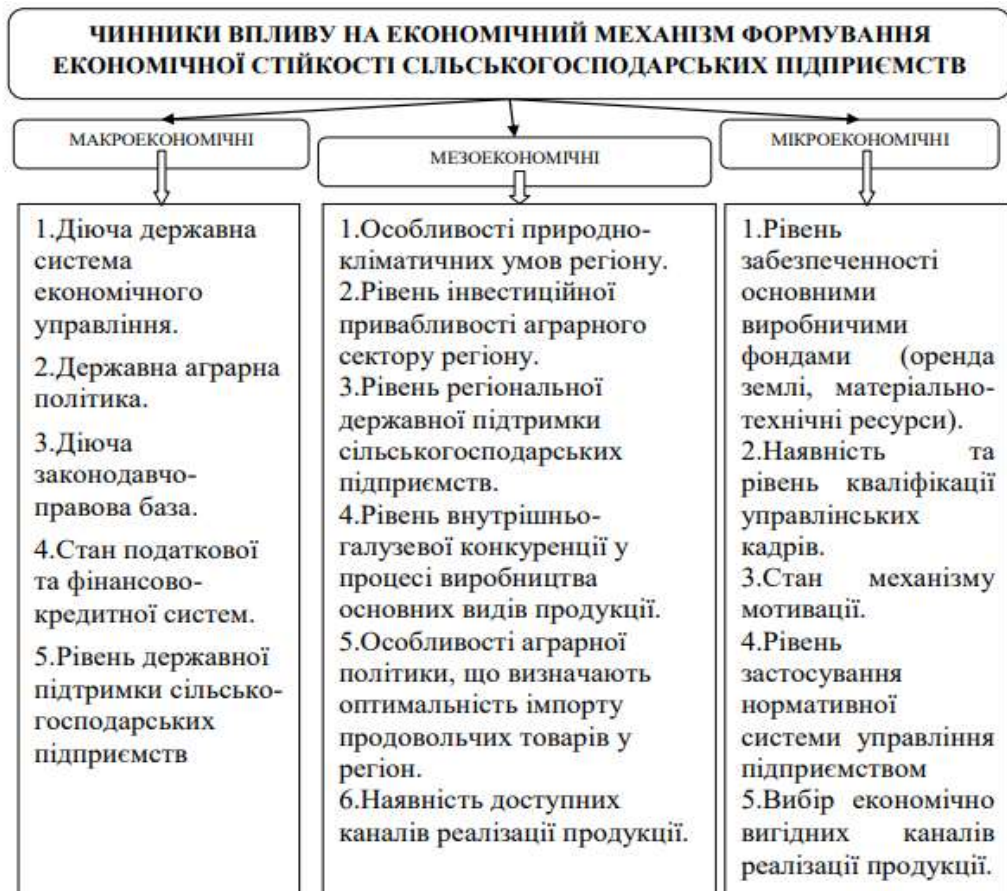 ЧИННИКИ ВПЛИВУ НА ЕКОНОМІЧНИЙ МЕХАНІЗМ ФОРМУВАННЯ
ЕКОНОМІЧНОЇ СТІЙКОСТІ СІЛЬСЬКОГОСПОДАРСЬКИХ ПІДПРИЄМСТВ
МАКРОЕКОНОМІЧНІ
1.Діюча державна
система
економічного
управління.
2.Державна аграрна
політика.
3.Діюча
законодавчо-
правова база.
4.Стан податкової
та фінансово-
кредитної систем.
5.Рівень державної
підтримки сільсько-
господарських
підприємств
МЕЗОЕКОНОМІЧНІ
1.Особливості природно-
кліматичних умов регіону.
2.Рівень інвестиційної
привабливості аграрного
сектору регіону.
3.Рівень регіональної
державної підтримки
сільськогосподарських
підприємств.
4.Рівень внутрішньо-
галузевої конкуренції у
процесі виробництва
основних видів продукції.
5.Особливості аграрної
політики, що визначають
оптимальність імпорту
продовольчих товарів у
регіон.
6.Наявність доступних
каналів реалізації продукції.
МІКРОЕКОНОМІЧНІ
1.Рівень
забезпеченності
основними
виробничими
фондами (оренда
землі, матеріально-
технічні ресурси).
2.Наявність та
рівень кваліфікації
управлінських
кадрів.
3.Стан механізму
мотивації.
4.Рівень
застосування
нормативної
системи управління
підприємством
5.Вибір економічно
вигідних каналів
реалізації продукції.